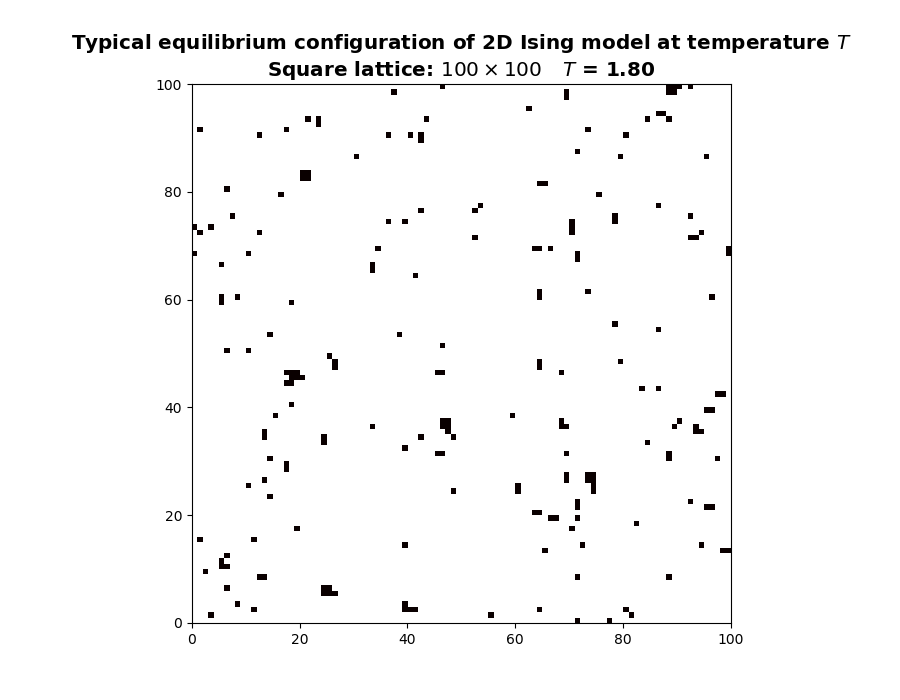 Typical equilibrium configuration of 2D Ising model at temperature T
Square lattice: 100 × 100 T = 1.80
100
80
60
40
20
0
0 20 40 60 80 100